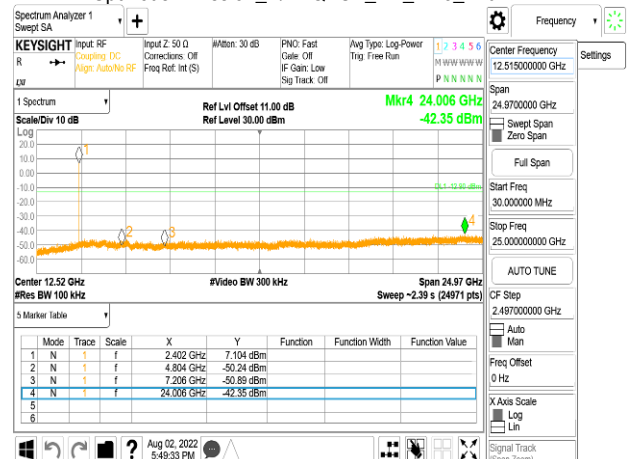 Spectrum Analyzer 1
Swept SA
+
Frequency
KEYSIGHT
R
LXI
Input: RF
Coupling: DC
Align: Auto/No RF
Input Z: 50 Ω
Corrections: Off
Freq Ref: Int (S)
#Atten: 30 dB
PNO: Fast
Gate: Off
IF Gain: Low
Sig Track: Off
Avg Type: Log-Power
Trig: Free Run
1 2 3 4 5 6
M W W W W W
P N N N N N
Center Frequency
12.515000000 GHz
Settings
1 Spectrum
Scale/Div 10 dB
Ref Lvl Offset 11.00 dB
Ref Level 30.00 dBm
Mkr4 24.006 GHz
-42.35 dBm
Span
24.9700000 GHz
Swept Span
Zero Span
Full Span
Start Freq
30.000000 MHz
Stop Freq
25.000000000 GHz
AUTO TUNE
CF Step
2.497000000 GHz
Auto
Man
Freq Offset
0 Hz
X Axis Scale
Log
Lin
Signal Track
Log
20.0
10.0
0.00
-10.0
-20.0
-30.0
-40.0
-50.0
-60.0
1
2
3
4
Center 12.52 GHz
#Res BW 100 kHz
#Video BW 300 kHz
Span 24.97 GHz
Sweep ~2.39 s (24971 pts)
5 Marker Table
Mode Trace Scale X Y Function Function Width Function Value
1 N 1 f 2.402 GHz 7.104 dBm
2 N 1 f 4.804 GHz -50.24 dBm
3 N 1 f 7.206 GHz -50.89 dBm
4 N 1 f 24.006 GHz -42.35 dBm
5
6
?
Aug 02, 2022
5:49:33 PM